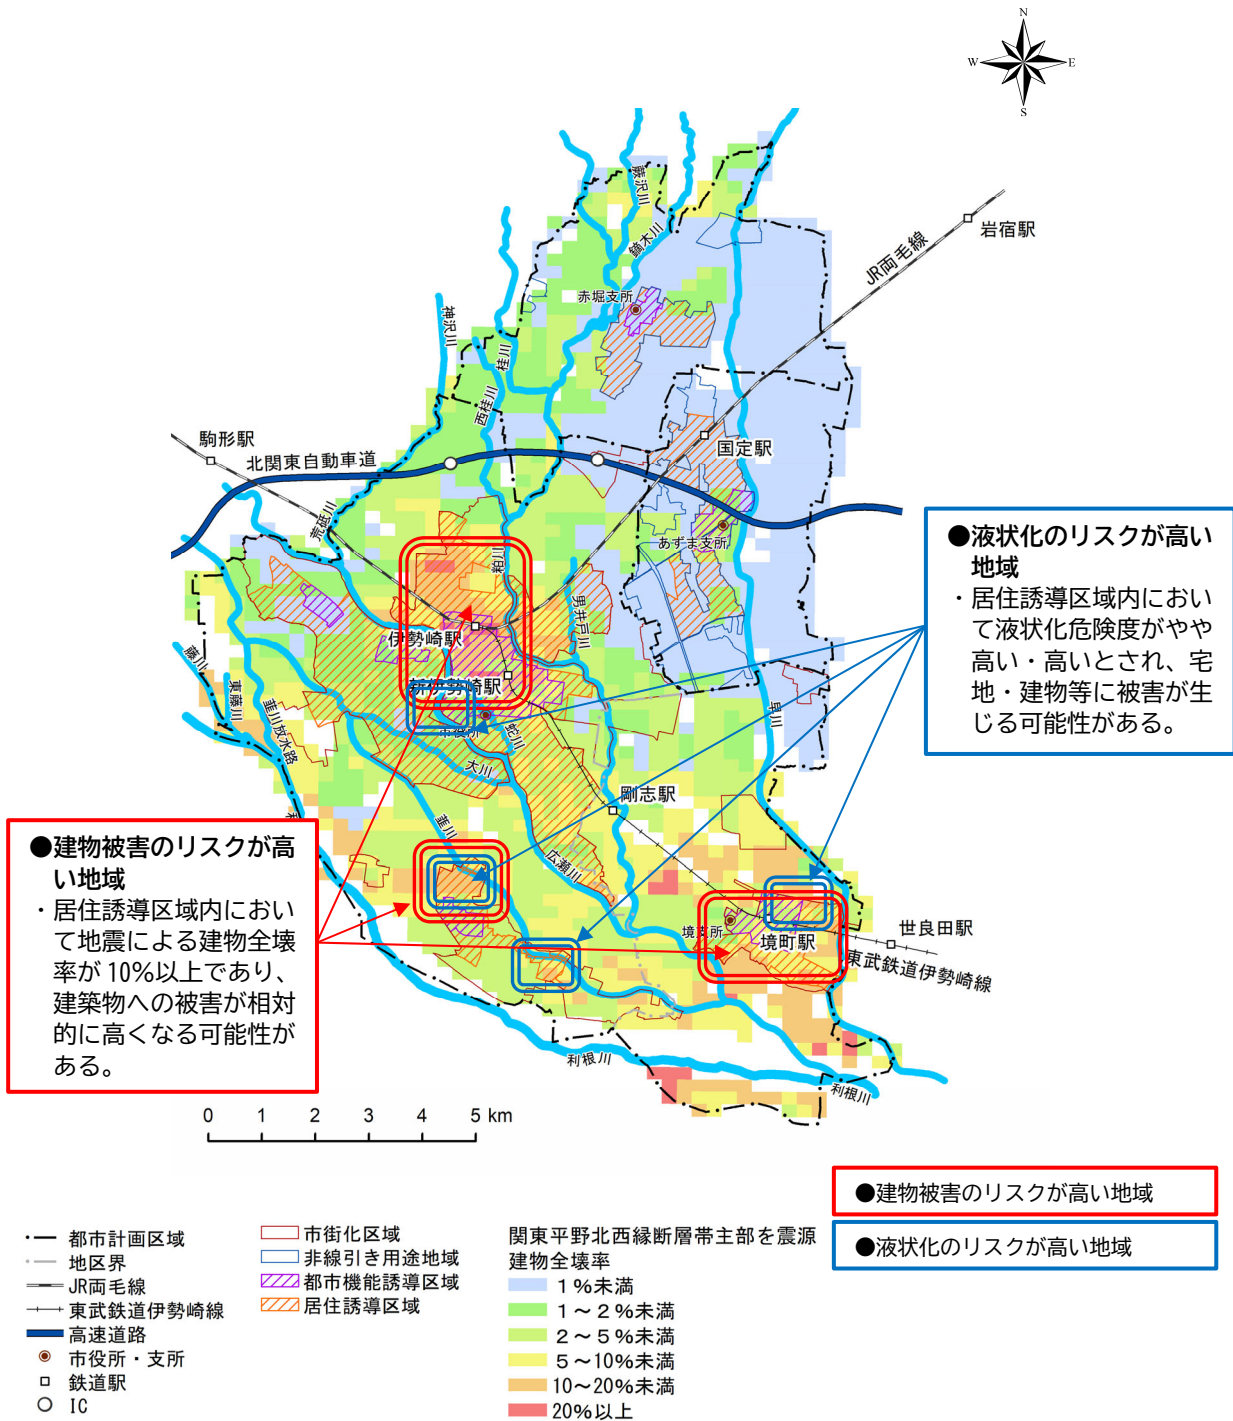 N
W
E
S
岩宿駅
JR両毛線
蕨沢川
鏑木川
赤堀支所
神沢川
桂川
西桂川
国定駅
駒形駅
北関東自動車道
荒砥川
粕川
あずま支所
●液状化のリスクが高い
地域
・居住誘導区域内におい
て液状化危険度がやや
高い・高いとされ、宅
地・建物等に被害が生
じる可能性がある。
男井戸川
伊勢崎駅
新伊勢崎駅
市役所
藤川
東藤川
韮川放水路
蛇川
早川
大川
剛志駅
韮川
広瀬川
●建物被害のリスクが高
い地域
・居住誘導区域内におい
て地震による建物全壊
率が 10%以上であり、
建築物への被害が相対
的に高くなる可能性が
ある。
境支所
境町駅
世良田駅
東武鉄道伊勢崎線
利根川
利根川
0 1 2 3 4 5 km
●建物被害のリスクが高い地域
●液状化のリスクが高い地域
都市計画区域
地区界
JR両毛線
東武鉄道伊勢崎線
高速道路
市役所・支所
鉄道駅
IC
市街化区域
非線引き用途地域
都市機能誘導区域
居住誘導区域
関東平野北西縁断層帯主部を震源
建物全壊率
1%未満
1~2%未満
2~5%未満
5~10%未満
10~20%未満
20%以上